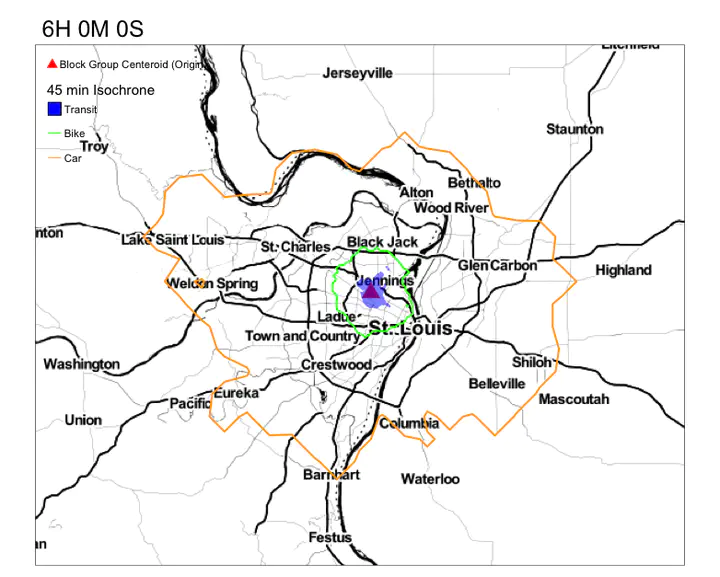 6H 0M 0S
Litchfield
Block Group Centeroid (Origin)
Jerseyville
45 min Isochrone
Transit
Staunton
Bike
Troy
Car
Bethalto
Alton
Wood River
nton
Lake Saint Louis
St. Charles
Black Jack
Glen Carbon
Highland
Weldon Spring
Jennings
Ladue
St. Louis
Town and Country
Washington
Crestwood
Shiloh
Belleville
Mascoutah
Eureka
Pacific
Union
Columbia
Barnhart
Waterloo
Festus
an